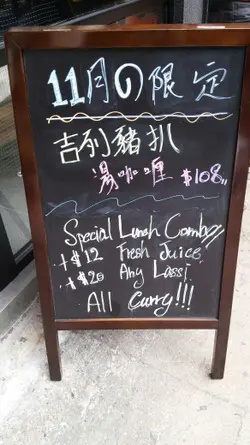 11月の限定
吉列豬扒
湯咖喱 $108
Special Lunch Combo
+$12 Fresh Juice
+$20 Any Lassi
All Curry!!!